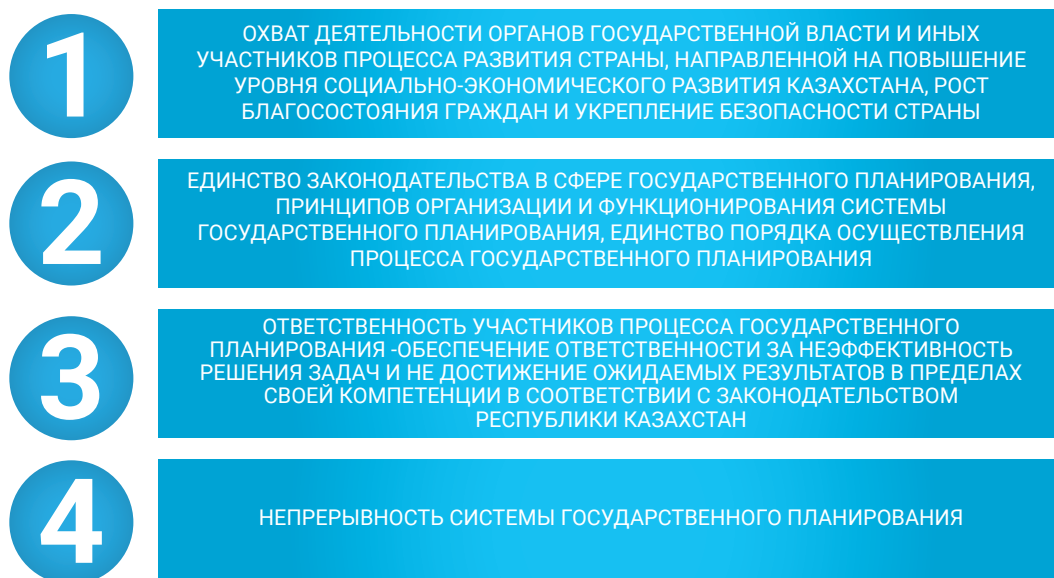 1
ОХВАТ ДЕЯТЕЛЬНОСТИ ОРГАНОВ ГОСУДАРСТВЕННОЙ ВЛАСТИ И ИНЫХ
УЧАСТНИКОВ ПРОЦЕССА РАЗВИТИЯ СТРАНЫ, НАПРАВЛЕННОЙ НА ПОВЫШЕНИЕ
УРОВНЯ СОЦИАЛЬНО-ЭКОНОМИЧЕСКОГО РАЗВИТИЯ КАЗАХСТАНА, РОСТ
БЛАГОСОСТОЯНИЯ ГРАЖДАН И УКРЕПЛЕНИЕ БЕЗОПАСНОСТИ СТРАНЫ
2
ЕДИНСТВО ЗАКОНОДАТЕЛЬСТВА В СФЕРЕ ГОСУДАРСТВЕННОГО ПЛАНИРОВАНИЯ,
ПРИНЦИПОВ ОРГАНИЗАЦИИ И ФУНКЦИОНИРОВАНИЯ СИСТЕМЫ
ГОСУДАРСТВЕННОГО ПЛАНИРОВАНИЯ, ЕДИНСТВО ПОРЯДКА ОСУЩЕСТВЛЕНИЯ
ПРОЦЕССА ГОСУДАРСТВЕННОГО ПЛАНИРОВАНИЯ
3
ОТВЕТСТВЕННОСТЬ УЧАСТНИКОВ ПРОЦЕССА ГОСУДАРСТВЕННОГО
ПЛАНИРОВАНИЯ -ОБЕСПЕЧЕНИЕ ОТВЕТСТВЕННОСТИ ЗА НЕЭФФЕКТИВНОСТЬ
РЕШЕНИЯ ЗАДАЧ И НЕ ДОСТИЖЕНИЕ ОЖИДАЕМЫХ РЕЗУЛЬТАТОВ В ПРЕДЕЛАХ
СВОЕЙ КОМПЕТЕНЦИИ В СООТВЕТСТВИИ С ЗАКОНОДАТЕЛЬСТВОМ
РЕСПУБЛИКИ КАЗАХСТАН
4
НЕПРЕРЫВНОСТЬ СИСТЕМЫ ГОСУДАРСТВЕННОГО ПЛАНИРОВАНИЯ